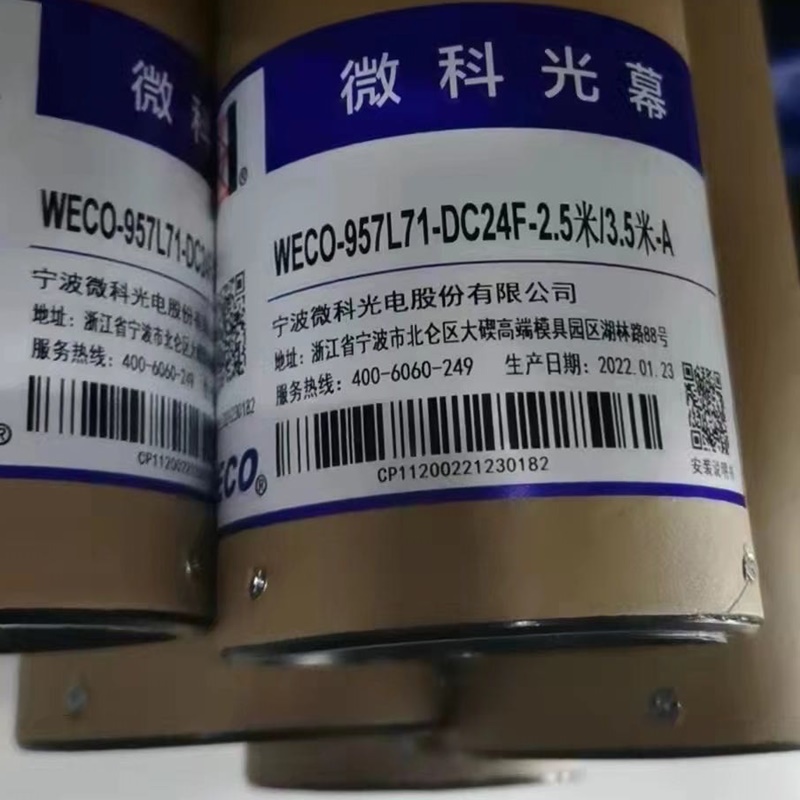 微科
WECO-957L71-DC
宁波微科光电股份有
地址：浙江省宁波市北仑区
服务热线：400-6060-249
CP11200221
微科光幕
WECO-957L71-DC24F-2.5米/3.5米-A
宁波微科光电股份有限公司
地址：浙江省宁波市北仑区大碶高端模具园区湖林路88号
服务热线：400-6060-249 生产日期：2022.01.23
CP11200221230182
安装说明书
ECO®